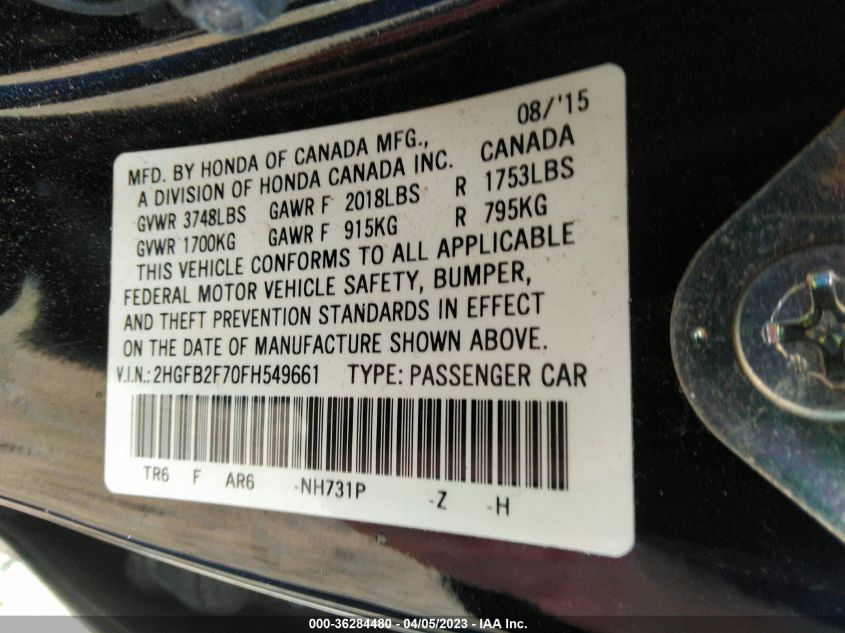 08/'15
MFD. BY HONDA OF CANADA MFG., CANADA
A DIVISION OF HONDA CANADA INC.
GVWR 3748LBS GAWR F 2018LBS R 1753LBS
GVWR 1700KG GAWR F 915KG R 795KG
THIS VEHICLE CONFORMS TO ALL APPLICABLE
FEDERAL MOTOR VEHICLE SAFETY, BUMPER,
AND THEFT PREVENTION STANDARDS IN EFFECT
ON THE DATE OF MANUFACTURE SHOWN ABOVE.
V.I.N.: 2HGFB2F70FH549661 TYPE: PASSENGER CAR
TR6 F AR6 -NH731P -Z -H
000-36284480 - 04/05/2023 - IAA Inc.